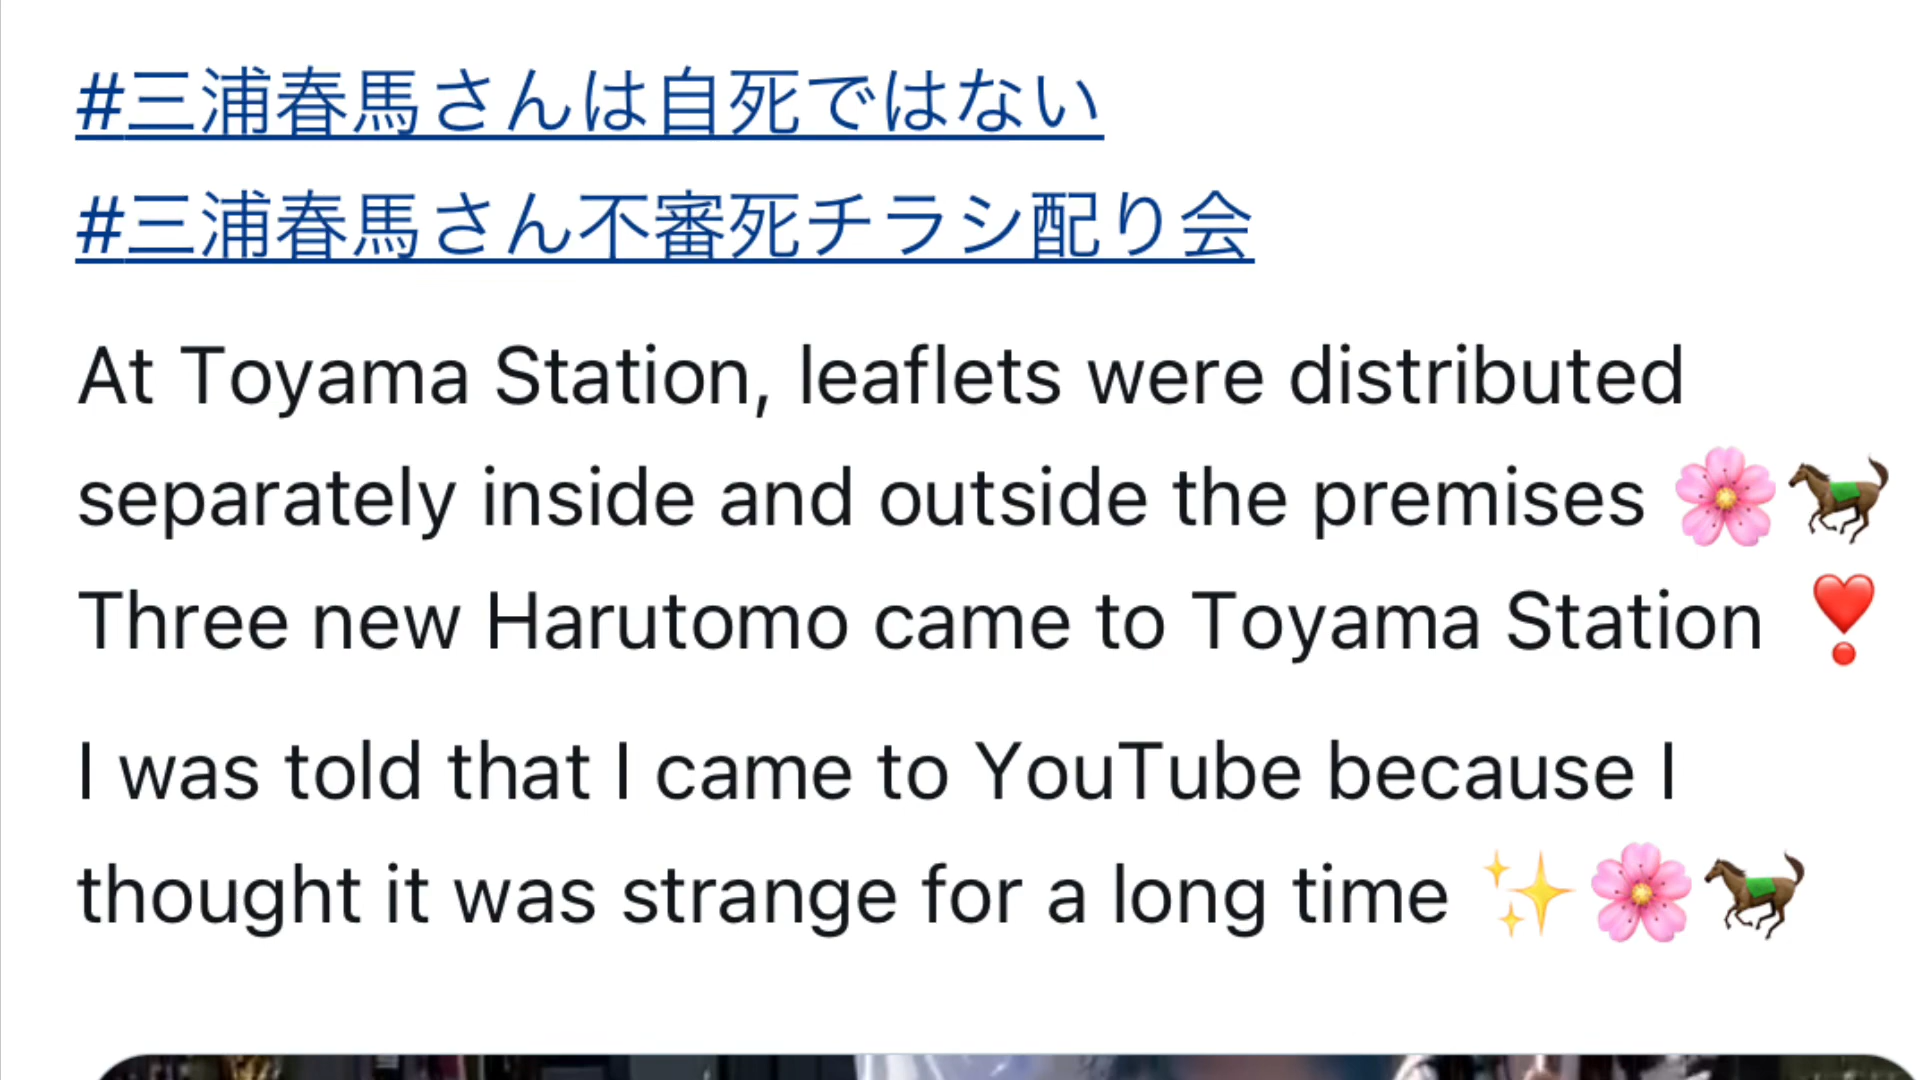 #三浦春馬さんは自死ではない
#三浦春馬さん不審死チラシ配り会
At Toyama Station, leaflets were distributed
separately inside and outside the premises 🌸🐎
Three new Harutomo came to Toyama Station ❣️
I was told that I came to YouTube because I
thought it was strange for a long time ✨🌸🐎